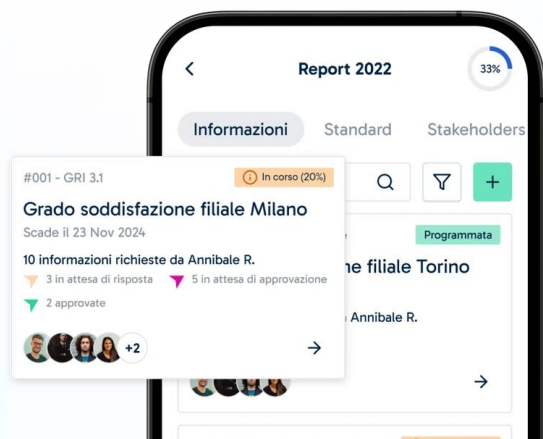 Report 2022
33%
Informazioni Standard Stakeholders
#001 - GRI 3.1
In corso (20%)
Grado soddisfazione filiale Milano
Scade il 23 Nov 2024
10 informazioni richieste da Annibale R.
3 in attesa di risposta
5 in attesa di approvazione
2 approvate
+2
Programmata
filiale Torino
Annibale R.